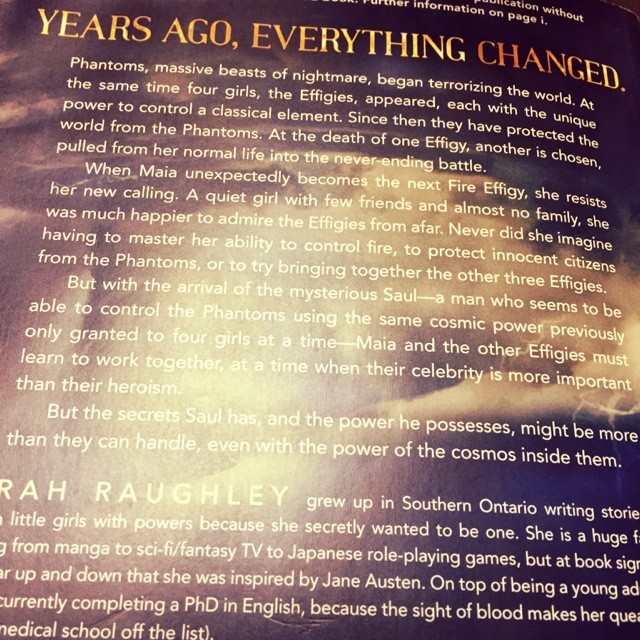 publication without
Further information on page i.
YEARS AGO, EVERYTHING CHANGED.
Phantoms, massive beasts of nightmare, began terrorizing the world. At
the same time four girls, the Effigies, appeared, each with the unique
power to control a classical element. Since then they have protected the
world from the Phantoms. At the death of one Effigy, another is chosen,
pulled from her normal life into the never-ending battle.
When Maia unexpectedly becomes the next Fire Effigy, she resists
her new calling. A quiet girl with few friends and almost no family, she
was much happier to admire the Effigies from afar. Never did she imagine
having to master her ability to control fire, to protect innocent citizens
from the Phantoms, or to try bringing together the other three Effigies.
But with the arrival of the mysterious Saul—a man who seems to be
able to control the Phantoms using the same cosmic power previously
only granted to four girls at a time—Maia and the other Effigies must
learn to work together, at a time when their celebrity is more important
than their heroism.
But the secrets Saul has, and the power he possesses, might be more
than they can handle, even with the power of the cosmos inside them.
RAH RAUGHLEY grew up in Southern Ontario writing storie
little girls with powers because she secretly wanted to be one. She is a huge f
g from manga to sci-fi/fantasy TV to Japanese role-playing games, but at book sig
ar up and down that she was inspired by Jane Austen. On top of being a young ad
currently completing a PhD in English, because the sight of blood makes her que
medical school off the list).